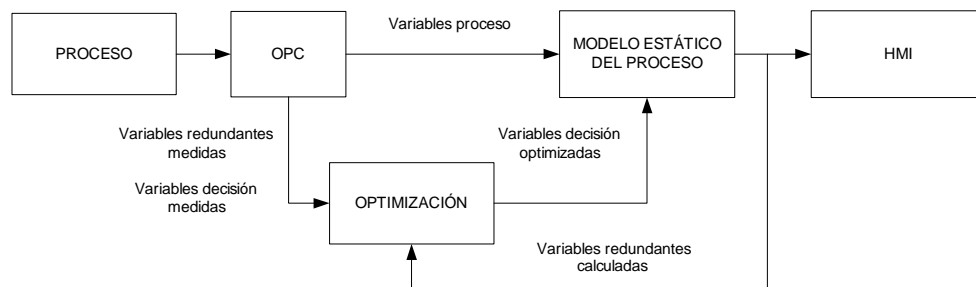 Variables proceso
PROCESO
OPC
MODELO ESTÁTICO
DEL PROCESO
HMI
Variables redundantes
medidas
Variables decisión
optimizadas
Variables decisión
medidas
OPTIMIZACIÓN
Variables redundantes
calculadas